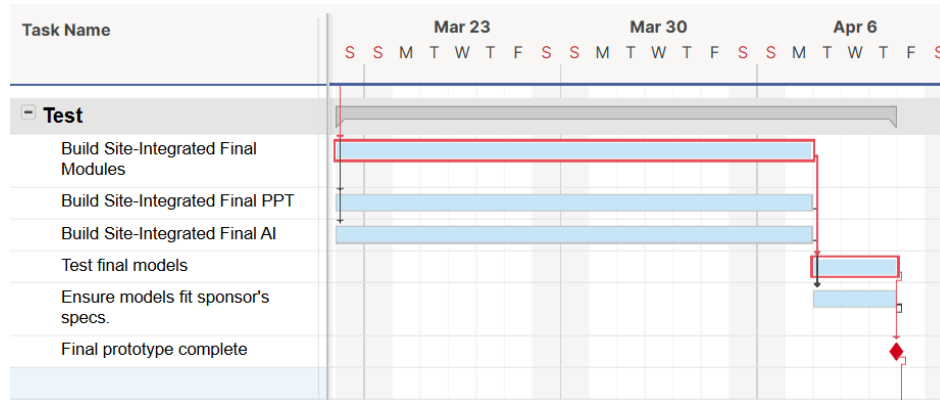 Task Name
Mar 23 Mar 30 Apr 6
S S M T W T F S S M T W T F S S M T W T F S
Test
Build Site-Integrated Final
Modules
Build Site-Integrated Final PPT
Build Site-Integrated Final AI
Test final models
Ensure models fit sponsor's
specs.
Final prototype complete